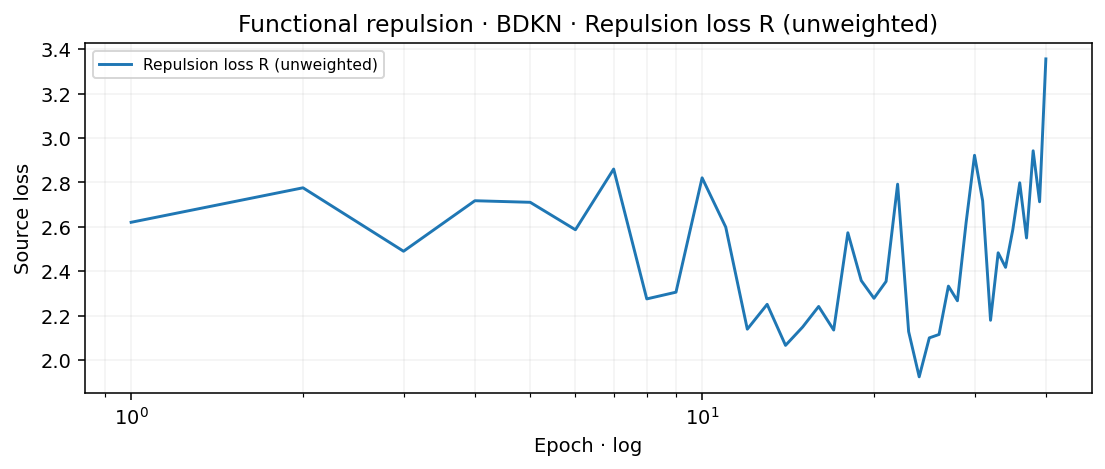 Functional repulsion · BDKN · Repulsion loss R (unweighted)
Repulsion loss R (unweighted)
Source loss
3.4
3.2
3.0
2.8
2.6
2.4
2.2
2.0
10⁰
10¹
Epoch · log